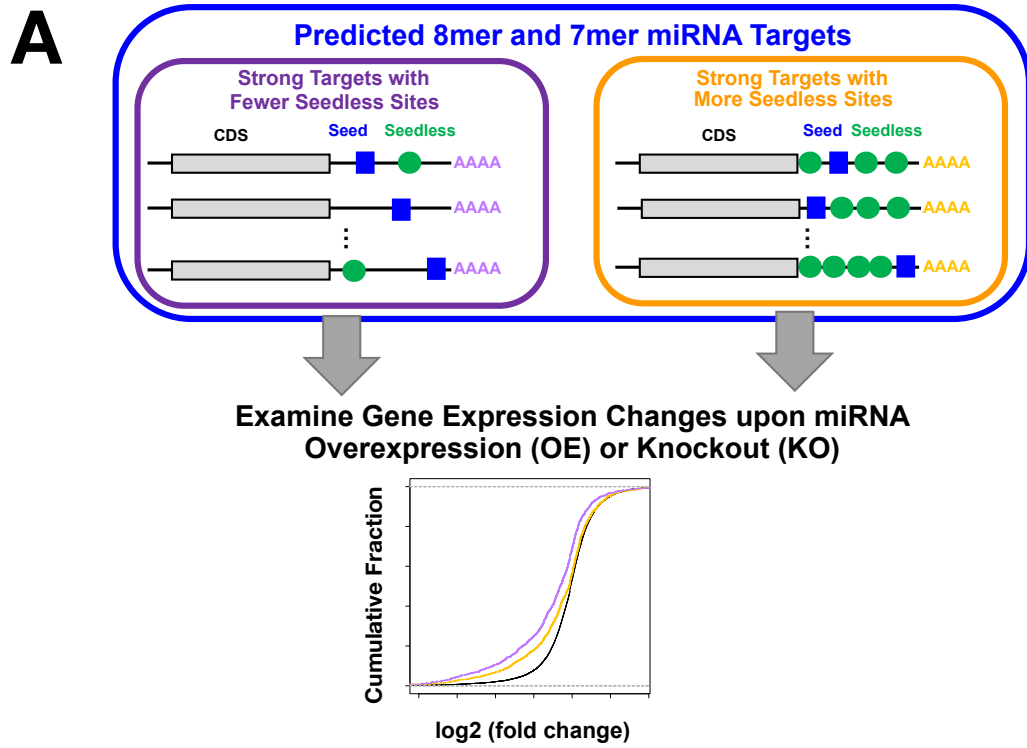 A
Predicted 8mer and 7mer miRNA Targets
Strong Targets with
Fewer Seedless Sites
CDS Seed Seedless
AAAA
AAAA
⋮
AAAA
Strong Targets with
More Seedless Sites
CDS Seed Seedless
AAAA
AAAA
⋮
AAAA
Examine Gene Expression Changes upon miRNA
Overexpression (OE) or Knockout (KO)
Cumulative Fraction
log2 (fold change)